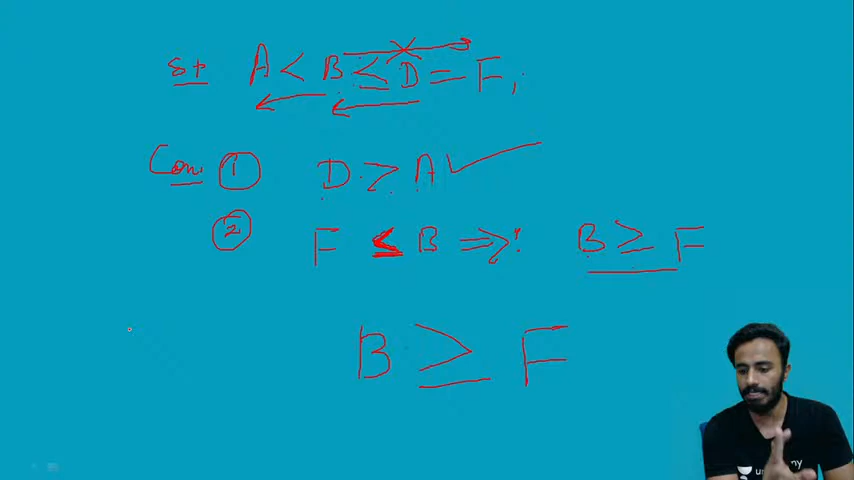 St A < B ≤ D = F,
Con: ① D > A ✓
② F ≤ B ⇒ B ≥ F
B ≥ F